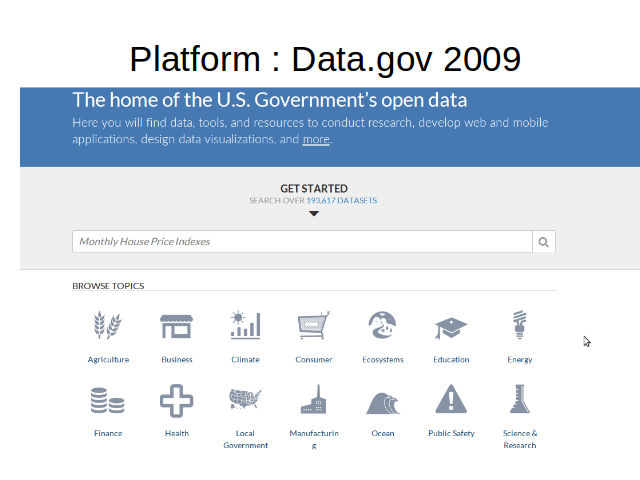 Platform : Data.gov 2009
The home of the U.S. Government's open data
Here you will find data, tools, and resources to conduct research, develop web and mobile
applications, design data visualizations, and more.
GET STARTED
SEARCH OVER 193,617 DATASETS
Monthly House Price Indexes
BROWSE TOPICS
Agriculture Business Climate Consumer Ecosystems Education Energy
Finance Health Local Manufacturin Ocean Public Safety Science &
Government g Research